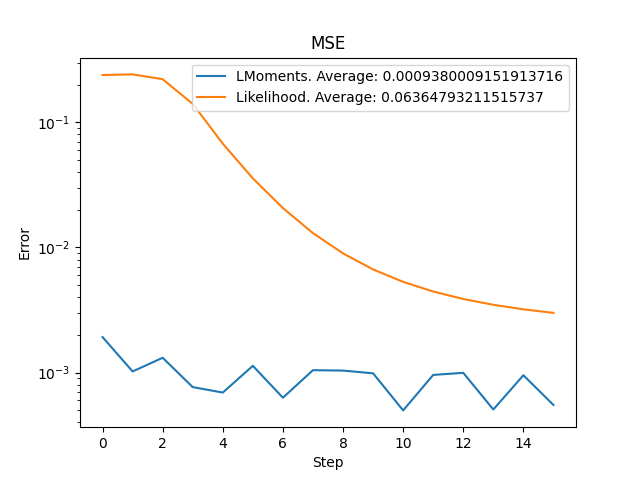 MSE
LMoments. Average: 0.0009380009151913716
Likelihood. Average: 0.06364793211515737
10⁻¹
10⁻²
10⁻³
Error
0 2 4 6 8 10 12 14
Step